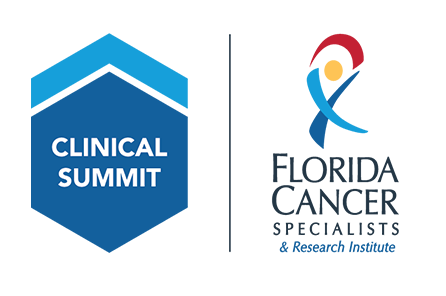 CLINICAL
SUMMIT
FLORIDA
CANCER
SPECIALISTS
& Research Institute